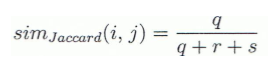 sim_Jaccard(i, j) = q / (q + r + s)